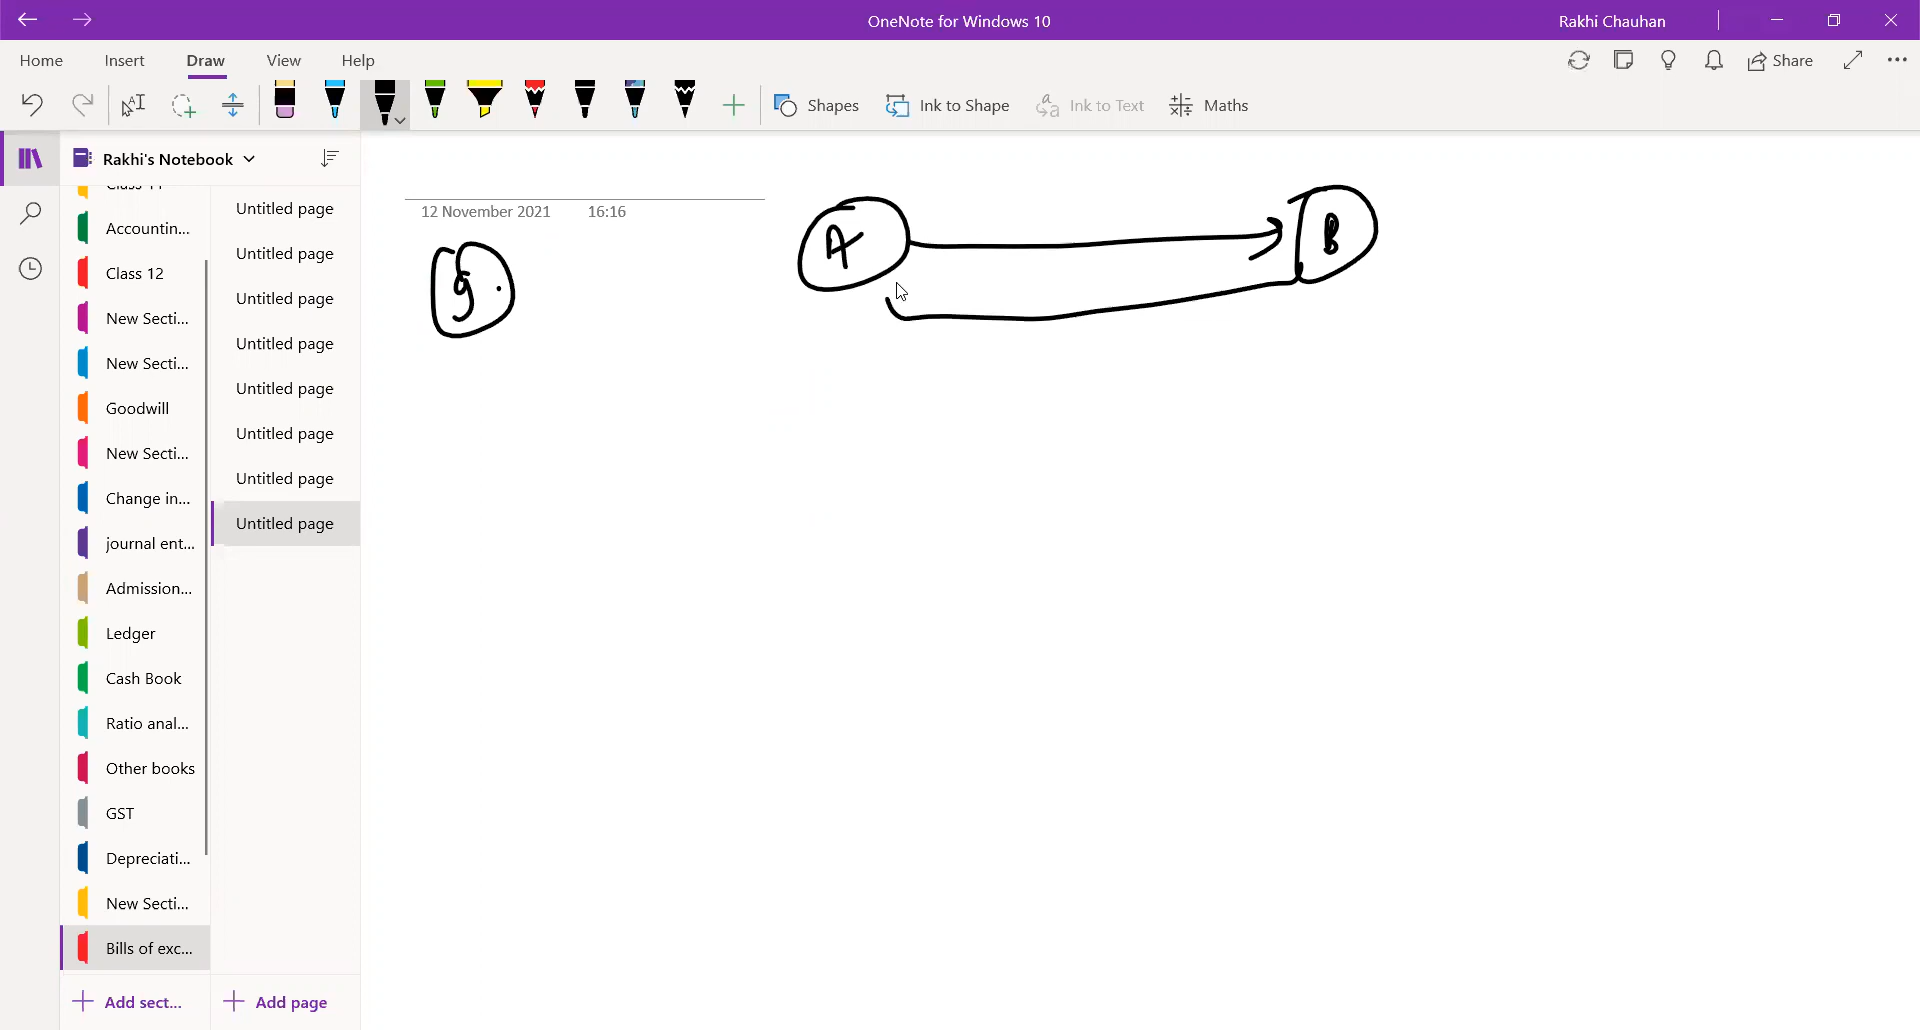 OneNote for Windows 10
Rakhi Chauhan
Home Insert Draw View Help
Share
Shapes
Ink to Shape
Ink to Text
Maths
Rakhi's Notebook
Accountin...
Class 12
New Secti...
New Secti...
Goodwill
New Secti...
Change in...
journal ent...
Admission...
Ledger
Cash Book
Ratio anal...
Other books
GST
Depreciati...
New Secti...
Bills of exc...
Add sect...
Untitled page
Untitled page
Untitled page
Untitled page
Untitled page
Untitled page
Untitled page
Untitled page
Add page
12 November 2021 16:16
9.
A
B